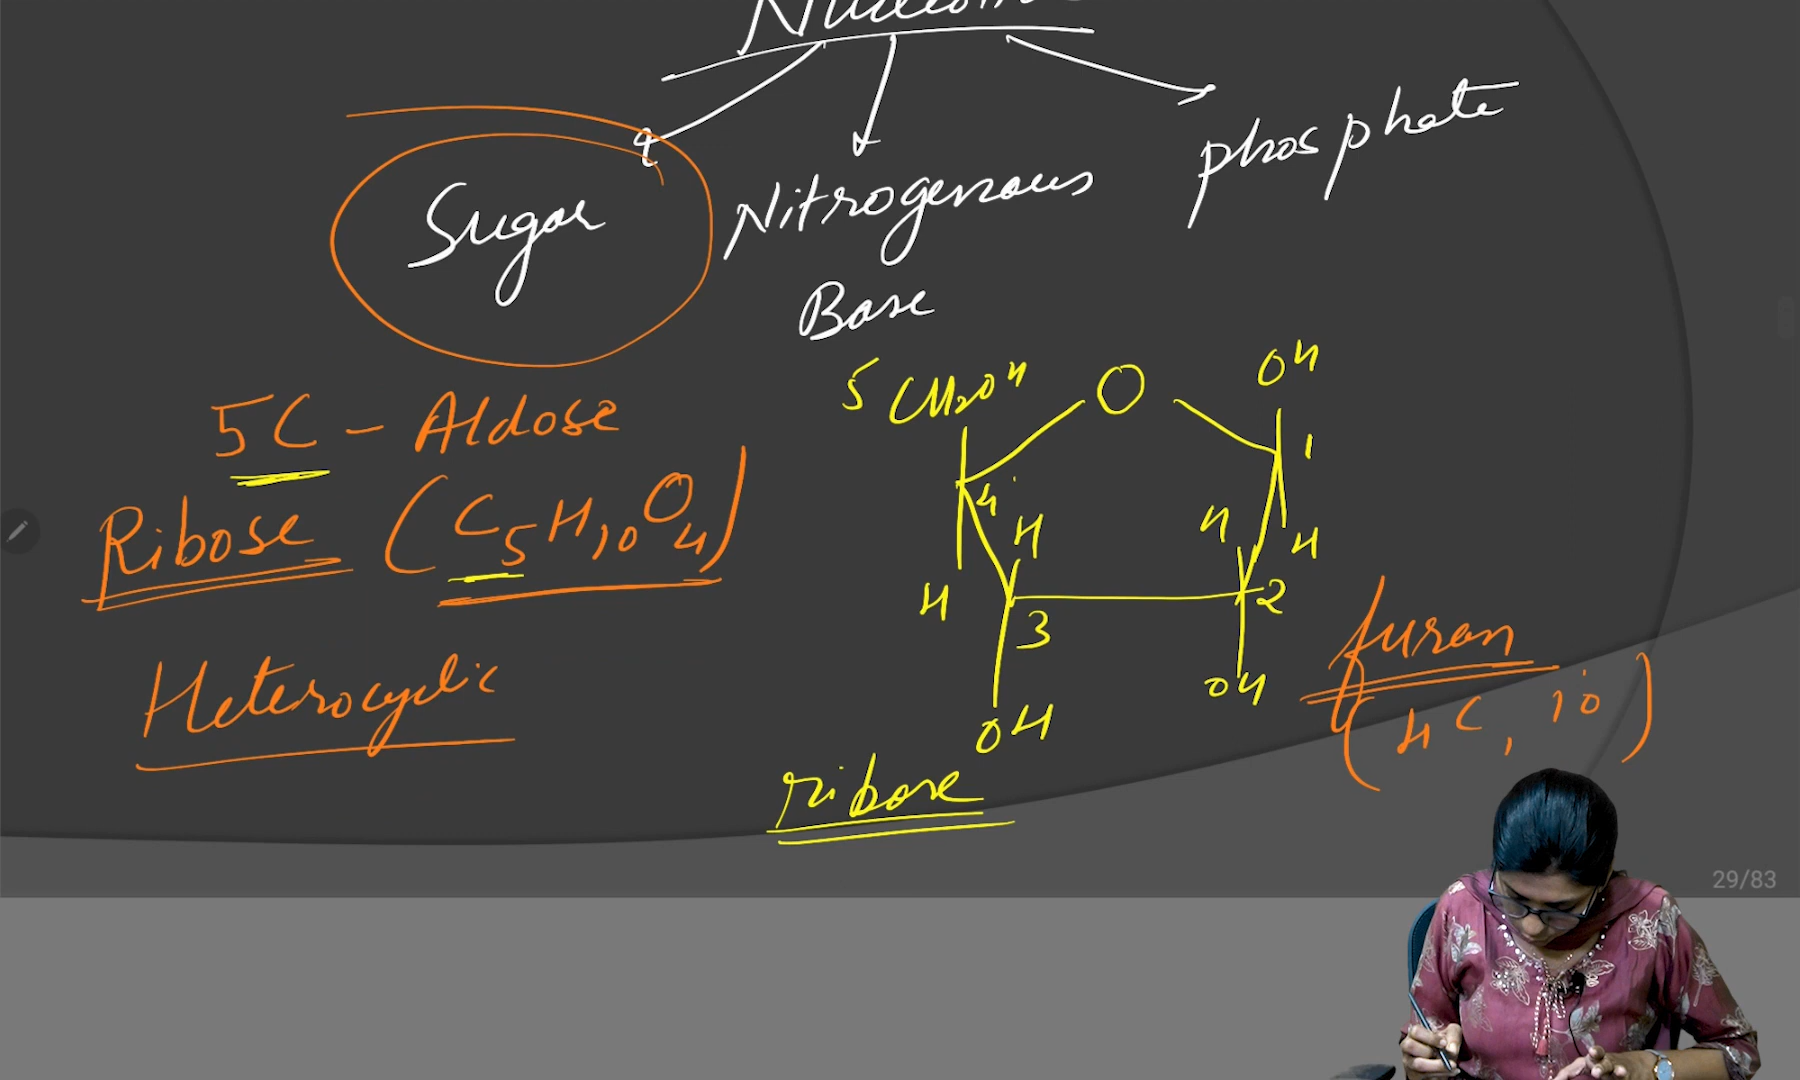 Sugar
Nitrogenous
Base
phosphate
5C - Aldose
Ribose (C5H10O4)
Heterocyclic
5 CH2OH
O
OH
1
4
H
H
H
H
3
2
OH
OH
ribose
furan
(4C, 1O)
29/83